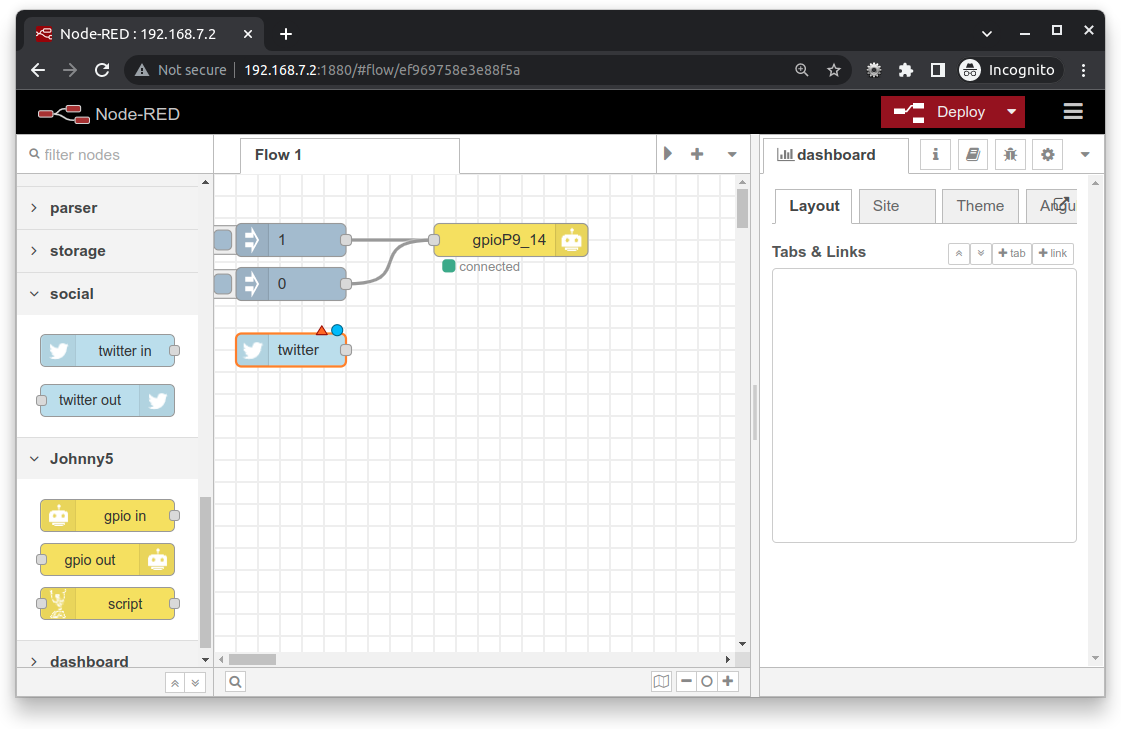 Node-RED : 192.168.7.2
Not secure 192.168.7.2:1880/#flow/ef969758e3e88f5a Incognito
Node-RED Deploy
filter nodes
parser
storage
social
twitter in
twitter out
Johnny5
gpio in
gpio out
script
dashboard
Flow 1
1
gpioP9_14
connected
0
twitter
dashboard
Layout Site Theme Angu
Tabs & Links tab link